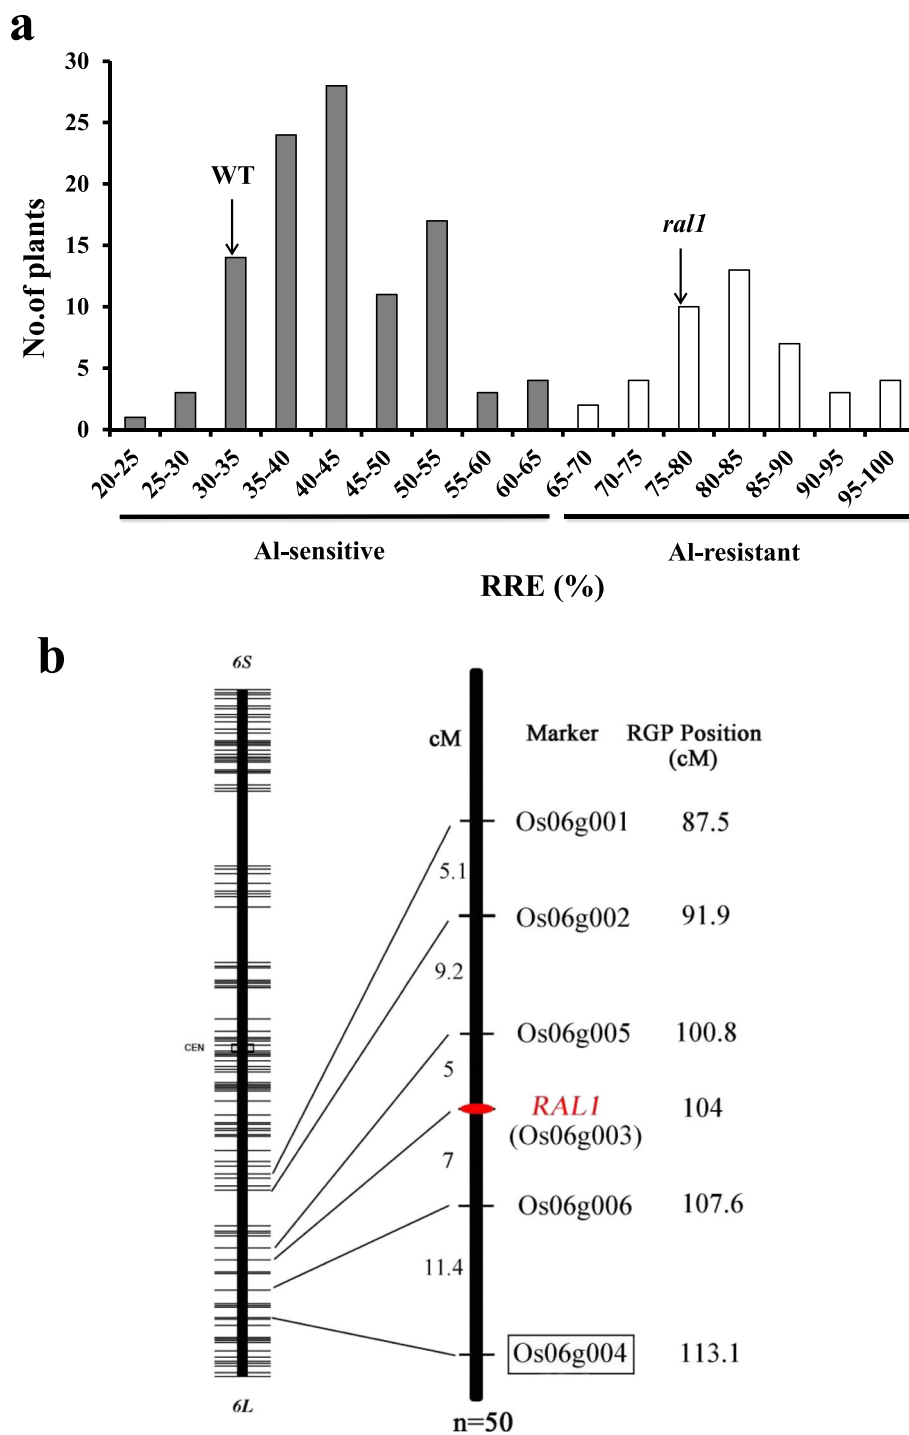 a
30
25
20
15
10
5
0
No.of plants
WT
ral1
20-25
25-30
30-35
35-40
40-45
45-50
50-55
55-60
60-65
65-70
70-75
75-80
80-85
85-90
90-95
95-100
Al-sensitive
Al-resistant
RRE (%)
b
6S
CEN
6L
cM
Marker
RGP Position
(cM)
Os06g001 87.5
5.1
Os06g002 91.9
9.2
Os06g005 100.8
5
RAL1 104
(Os06g003)
7
Os06g006 107.6
11.4
Os06g004 113.1
n=50